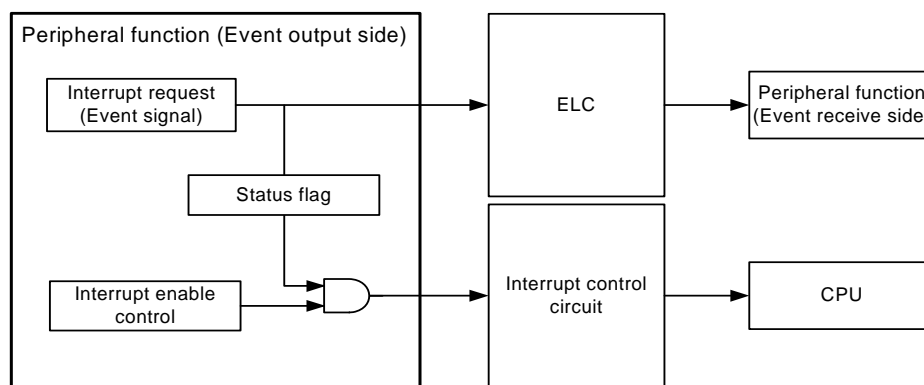 Peripheral function (Event output side)
Interrupt request
(Event signal)
Status flag
Interrupt enable
control
ELC
Interrupt control
circuit
Peripheral function
(Event receive side
CPU